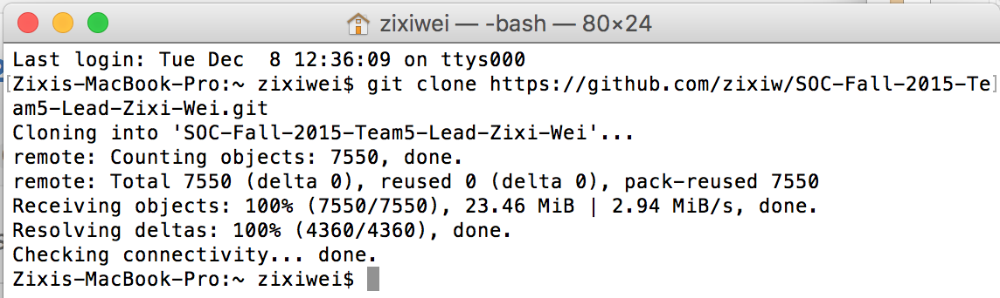 zixiwei — -bash — 80×24
Last login: Tue Dec  8 12:36:09 on ttys000
[Zixis-MacBook-Pro:~ zixiwei$ git clone https://github.com/zixiw/SOC-Fall-2015-Te]
am5-Lead-Zixi-Wei.git
Cloning into 'SOC-Fall-2015-Team5-Lead-Zixi-Wei'...
remote: Counting objects: 7550, done.
remote: Total 7550 (delta 0), reused 0 (delta 0), pack-reused 7550
Receiving objects: 100% (7550/7550), 23.46 MiB | 2.94 MiB/s, done.
Resolving deltas: 100% (4360/4360), done.
Checking connectivity... done.
Zixis-MacBook-Pro:~ zixiwei$